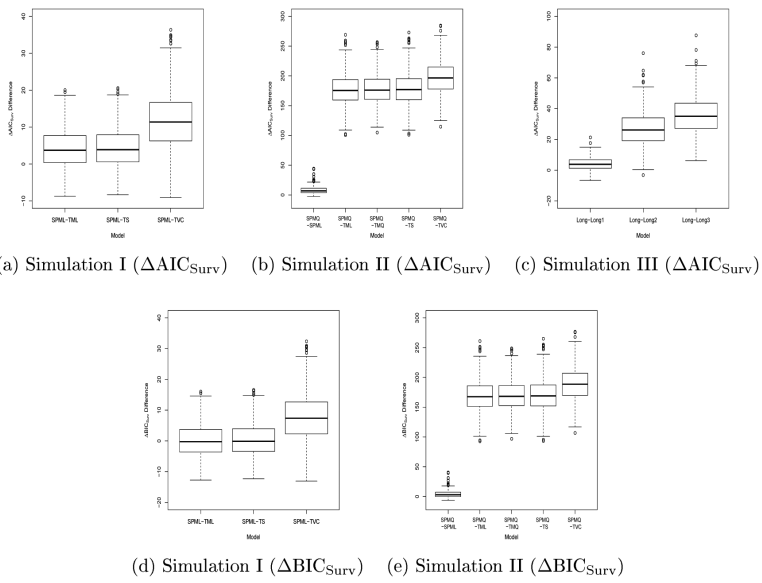 ΔAIC_Surv Difference
40
30
20
10
0
−10
SPML−TML SPML−TS SPML−TVC
Model
ΔAIC_Surv Difference
300
250
200
150
100
50
0
SPMQ −SPML SPMQ −TML SPMQ −TMQ SPMQ −TS SPMQ −TVC
Model
ΔAIC_Surv Difference
100
80
60
40
20
0
−20
Long−Long1 Long−Long2 Long−Long3
Model
a) Simulation I (ΔAIC_Surv) (b) Simulation II (ΔAIC_Surv) (c) Simulation III (ΔAIC_Surv)
ΔBIC_Surv Difference
40
30
20
10
0
−10
−20
SPML−TML SPML−TS SPML−TVC
Model
ΔBIC_Surv Difference
300
250
200
150
100
50
0
SPMQ −SPML SPMQ −TML SPMQ −TMQ SPMQ −TS SPMQ −TVC
Model
(d) Simulation I (ΔBIC_Surv) (e) Simulation II (ΔBIC_Surv)